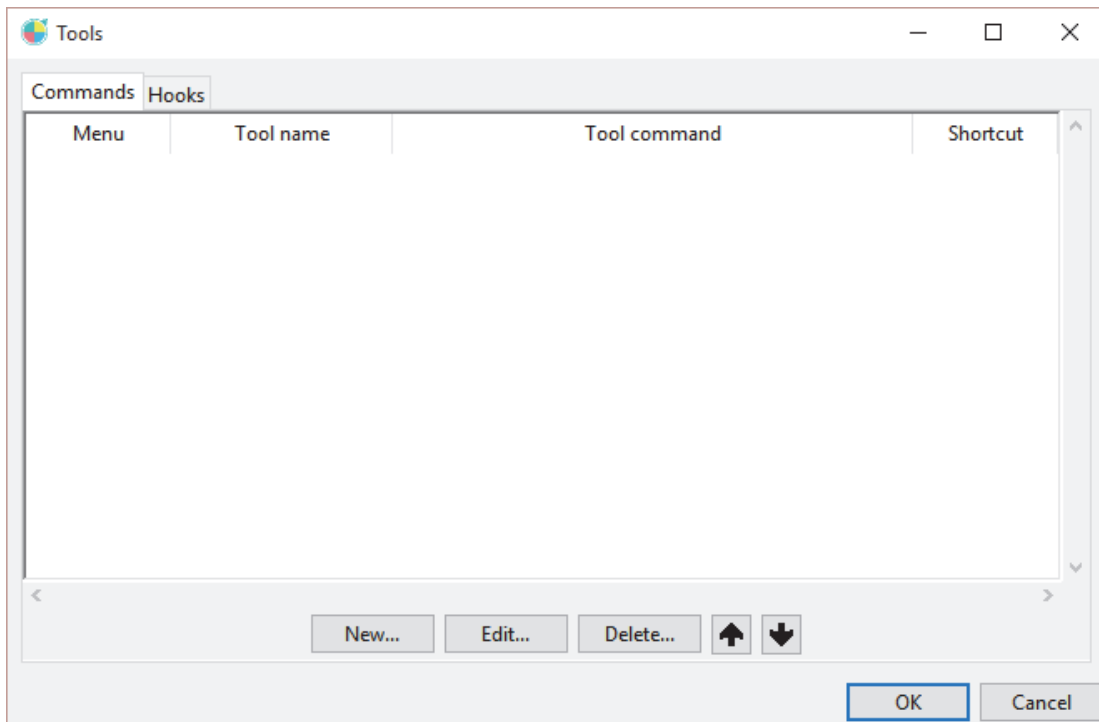 Tools
Commands Hooks
Menu Tool name Tool command Shortcut
New... Edit... Delete...
OK Cancel